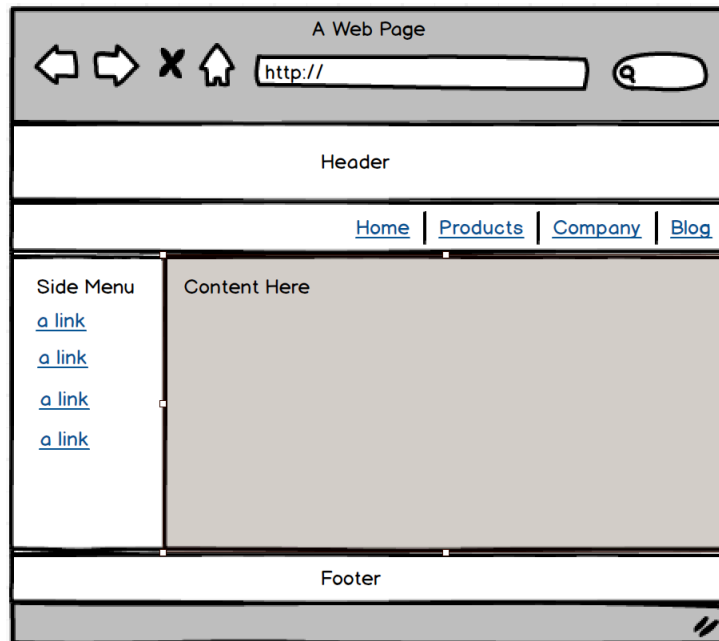 A Web Page
http://
Header
Home Products Company Blog
Side Menu
Content Here
a link
a link
a link
a link
Footer